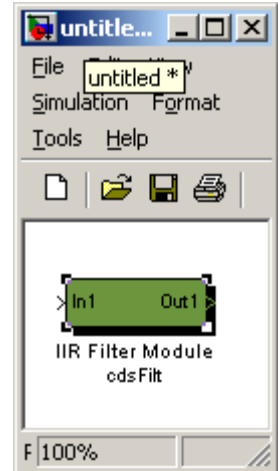 untitle...
File
untitled *
Simulation Format
Tools Help
In1 Out1
IIR Filter Module
cdsFilt
F 100%